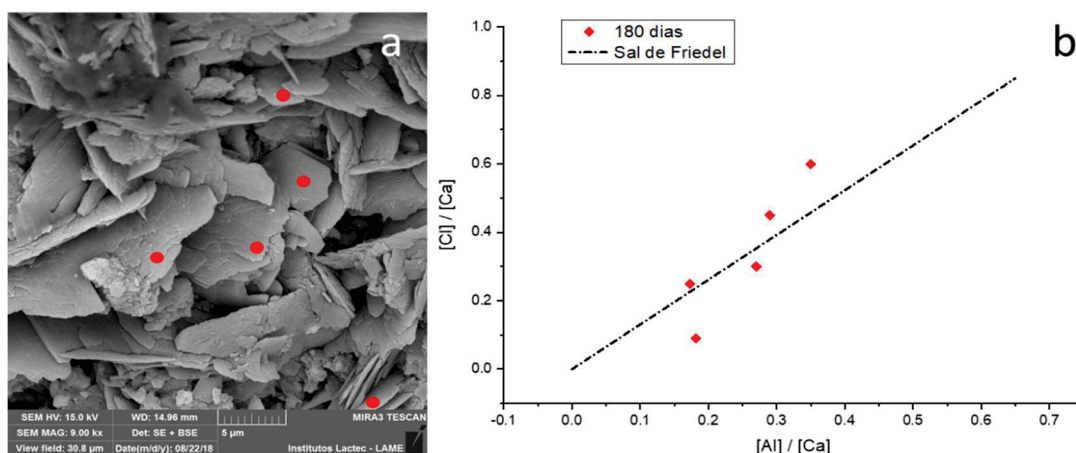 a
SEM HV: 15.0 kV
WD: 14.96 mm
MIRA3 TESCAN
SEM MAG: 9.00 kx
Det: SE + BSE
5 µm
View field: 30.8 µm
Date(m/d/y): 08/22/18
Institutos Lactec - LAME
b
180 dias
Sal de Friedel
[Cl] / [Ca]
1.0
0.8
0.6
0.4
0.2
0.0
-0.1 0.0 0.1 0.2 0.3 0.4 0.5 0.6 0.7
[Al] / [Ca]